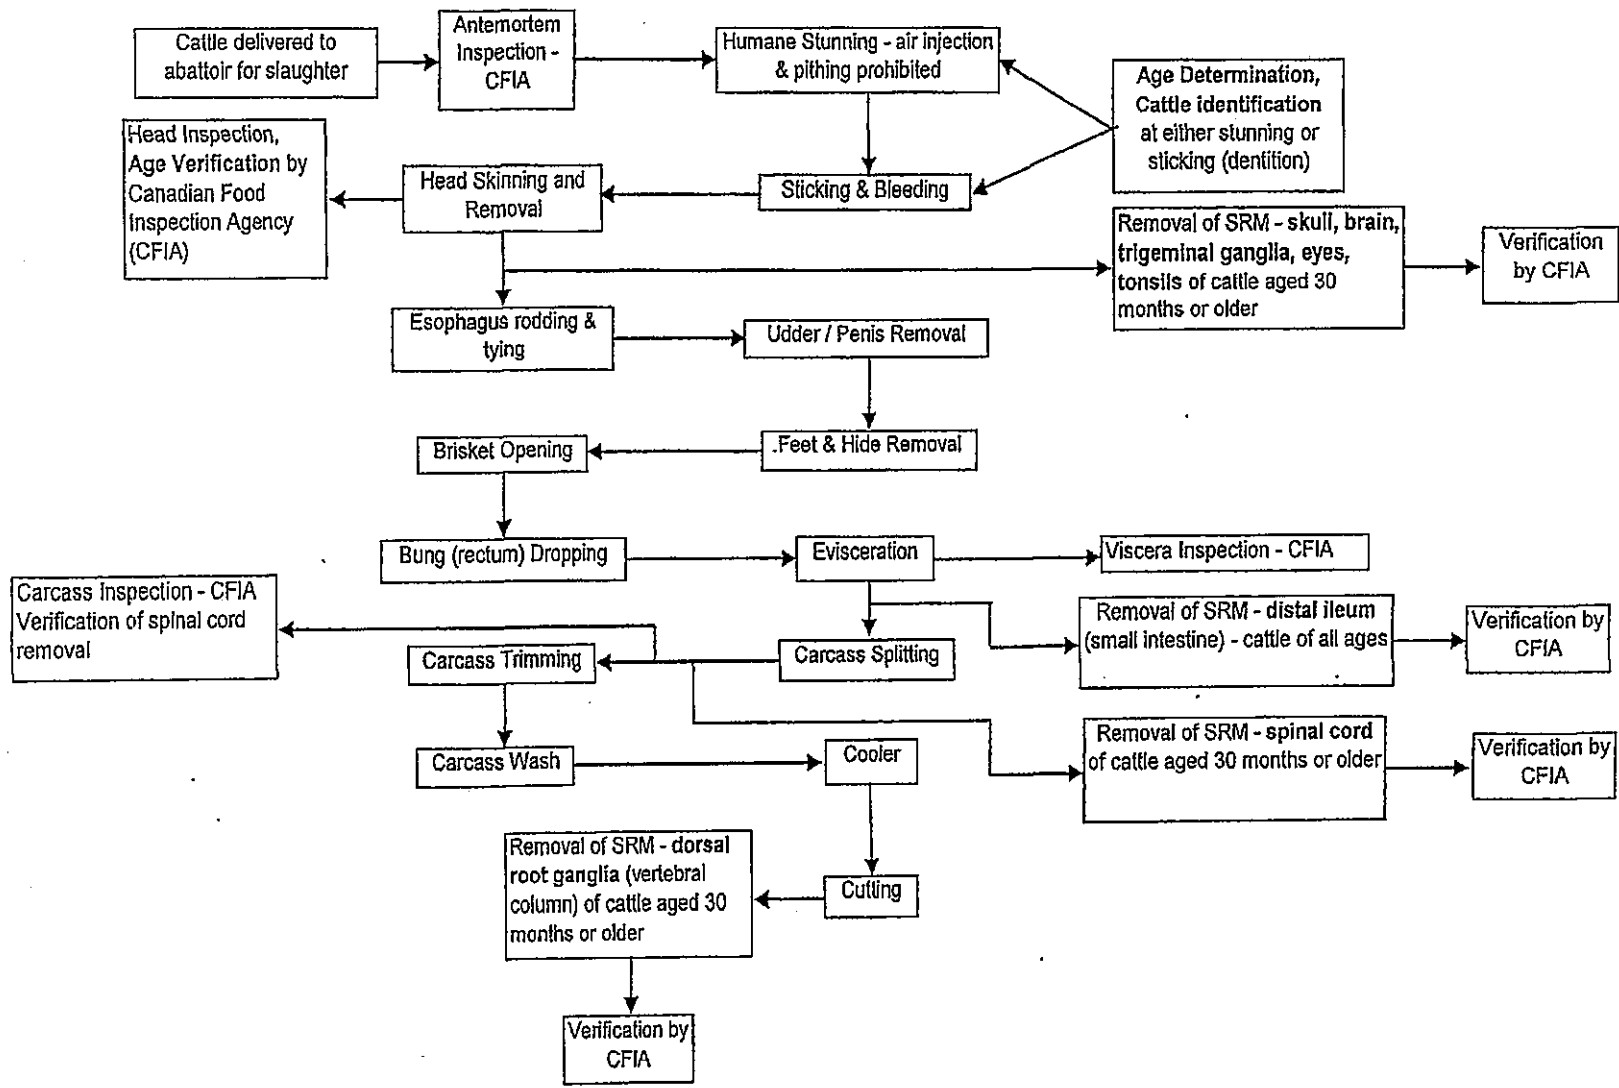 Cattle delivered to
abattoir for slaughter
Antemortem
Inspection -
CFIA
Humane Stunning - air injection
& pithing prohibited
Age Determination,
Cattle identification
at either stunning or
sticking (dentition)
Head Inspection,
Age Verification by
Canadian Food
Inspection Agency
(CFIA)
Head Skinning and
Removal
Sticking & Bleeding
Removal of SRM - skull, brain,
trigeminal ganglia, eyes,
tonsils of cattle aged 30
months or older
Verification
by CFIA
Esophagus rodding &
tying
Udder / Penis Removal
Brisket Opening
.Feet & Hide Removal
Bung (rectum) Dropping
Evisceration
Viscera Inspection - CFIA
Carcass Inspection - CFIA
Verification of spinal cord
removal
Carcass Trimming
Carcass Splitting
Removal of SRM - distal ileum
(small intestine) - cattle of all ages
Verification by
CFIA
Carcass Wash
Cooler
Removal of SRM - spinal cord
of cattle aged 30 months or older
Verification by
CFIA
Removal of SRM - dorsal
root ganglia (vertebral
column) of cattle aged 30
months or older
Cutting
Verification by
CFIA